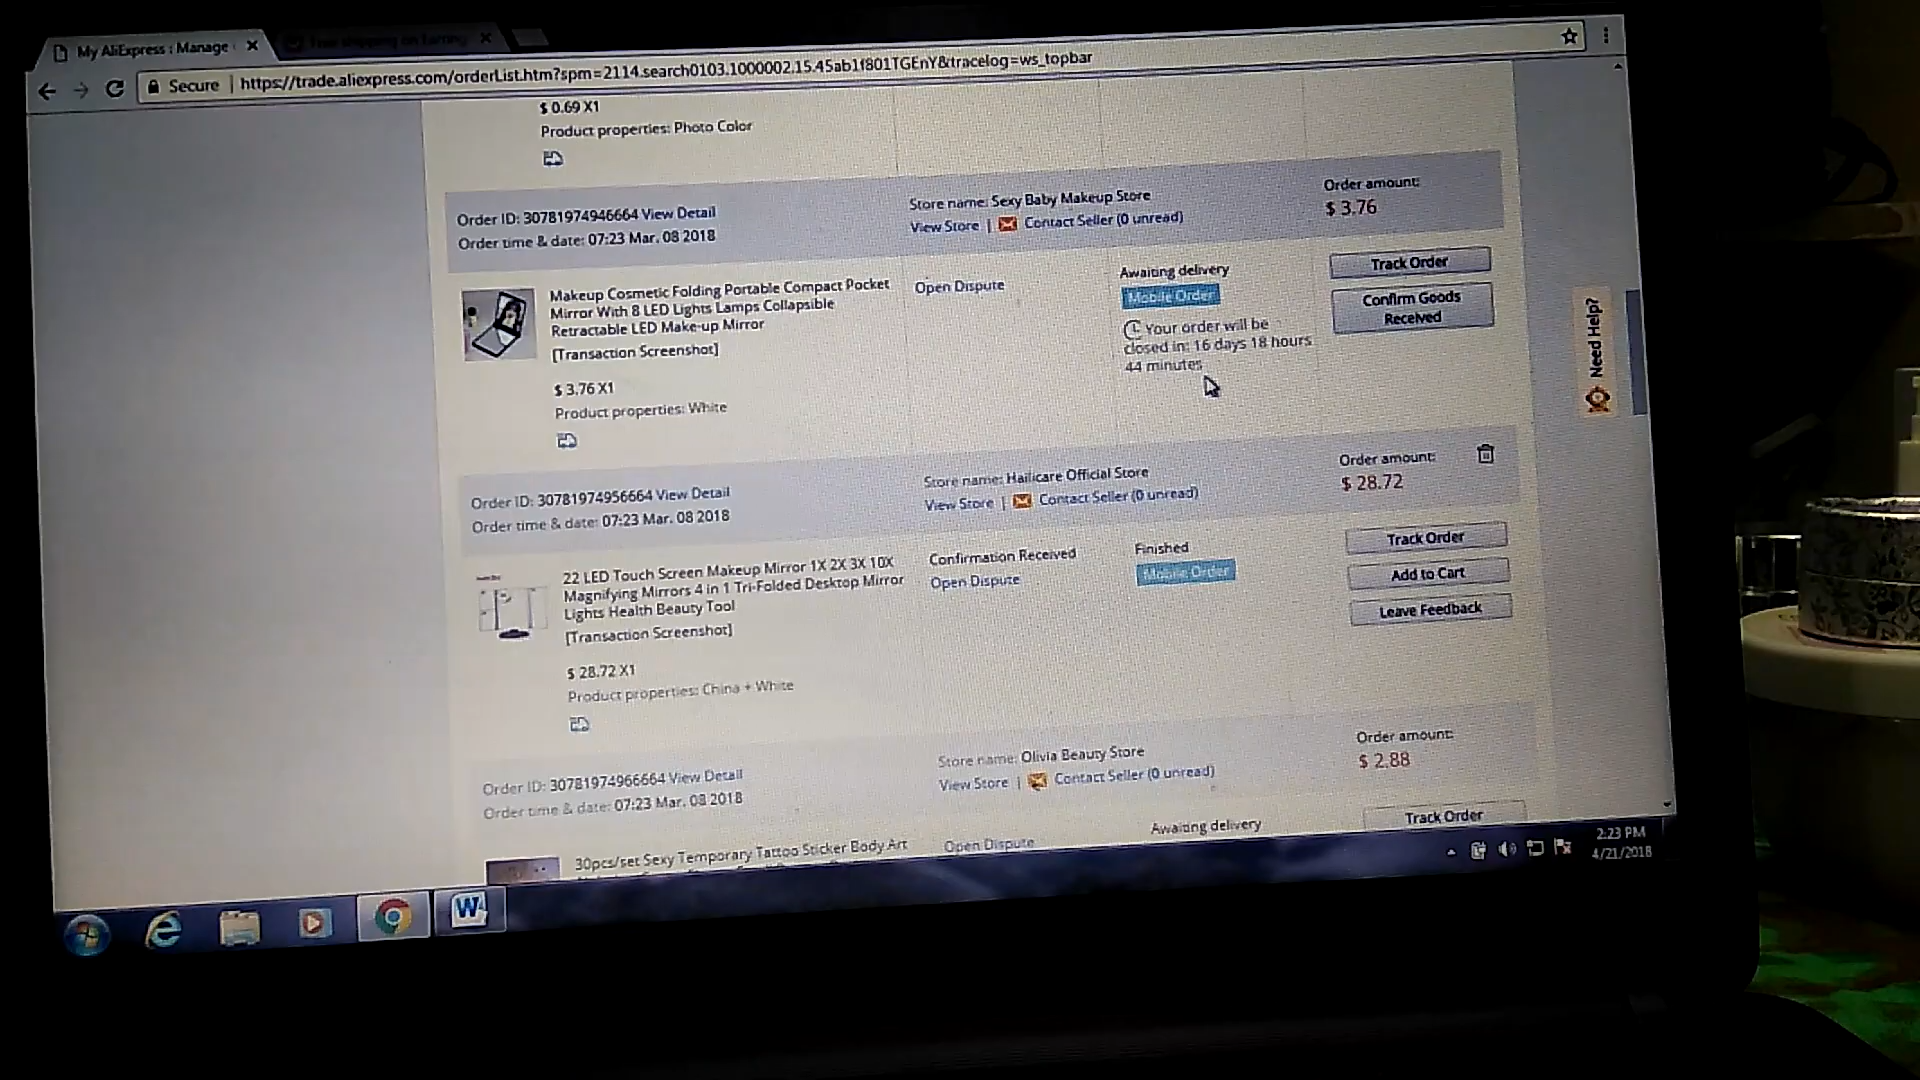 My AliExpress : Manage
Free shipping on Earring
Secure | https://trade.aliexpress.com/orderList.htm?spm=2114.search0103.1000002.15.45ab1f801TGEnY&tracelog=ws_topbar
$ 0.69 X1
Product properties: Photo Color
Order ID: 30781974946664 View Detail
Order time & date: 07:23 Mar. 08 2018
Store name: Sexy Baby Makeup Store
View Store | Contact Seller (0 unread)
Order amount:
$ 3.76
Makeup Cosmetic Folding Portable Compact Pocket
Mirror With 8 LED Lights Lamps Collapsible
Retractable LED Make-up Mirror
[Transaction Screenshot]
$ 3.76 X1
Product properties: White
Open Dispute
Awaiting delivery
Mobile Order
Your order will be
closed in: 16 days 18 hours
44 minutes
Track Order
Confirm Goods
Received
Need Help?
Order ID: 30781974956664 View Detail
Order time & date: 07:23 Mar. 08 2018
Store name: Hailicare Official Store
View Store | Contact Seller (0 unread)
Order amount:
$ 28.72
22 LED Touch Screen Makeup Mirror 1X 2X 3X 10X
Magnifying Mirrors 4 in 1 Tri-Folded Desktop Mirror
Lights Health Beauty Tool
[Transaction Screenshot]
$ 28.72 X1
Product properties: China + White
Confirmation Received
Open Dispute
Finished
Mobile Order
Track Order
Add to Cart
Leave Feedback
Order ID: 30781974966664 View Detail
Order time & date: 07:23 Mar. 08 2018
Store name: Olivia Beauty Store
View Store | Contact Seller (0 unread)
Order amount:
$ 2.88
30pcs/set Sexy Temporary Tattoo Sticker Body Art
Open Dispute
Awaiting delivery
Track Order
2:23 PM
4/21/2018